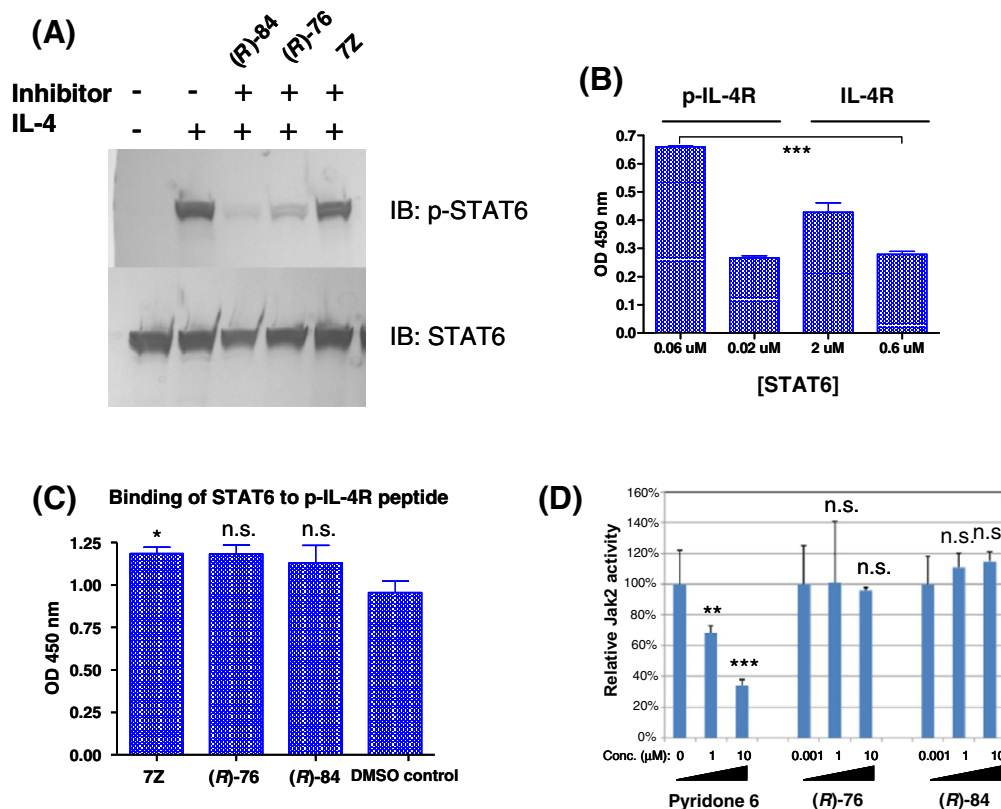 (A)
(R)-84 (R)-76 7Z
Inhibitor - - + + +
IL-4 - + + + +
IB: p-STAT6
IB: STAT6
(B)
p-IL-4R IL-4R
***
OD 450 nm
0.7
0.6
0.5
0.4
0.3
0.2
0.1
0.0
0.06 uM 0.02 uM 2 uM 0.6 uM
[STAT6]
(C) Binding of STAT6 to p-IL-4R peptide
* n.s. n.s.
OD 450 nm
1.25
1.00
0.75
0.50
0.25
0.00
7Z (R)-76 (R)-84 DMSO control
(D)
Relative Jak2 activity
160%
140%
120%
100%
80%
60%
40%
20%
0%
** *** n.s. n.s. n.s. n.s
Conc. (μM): 0 1 10 0.001 1 10 0.001 1 10
Pyridone 6 (R)-76 (R)-84